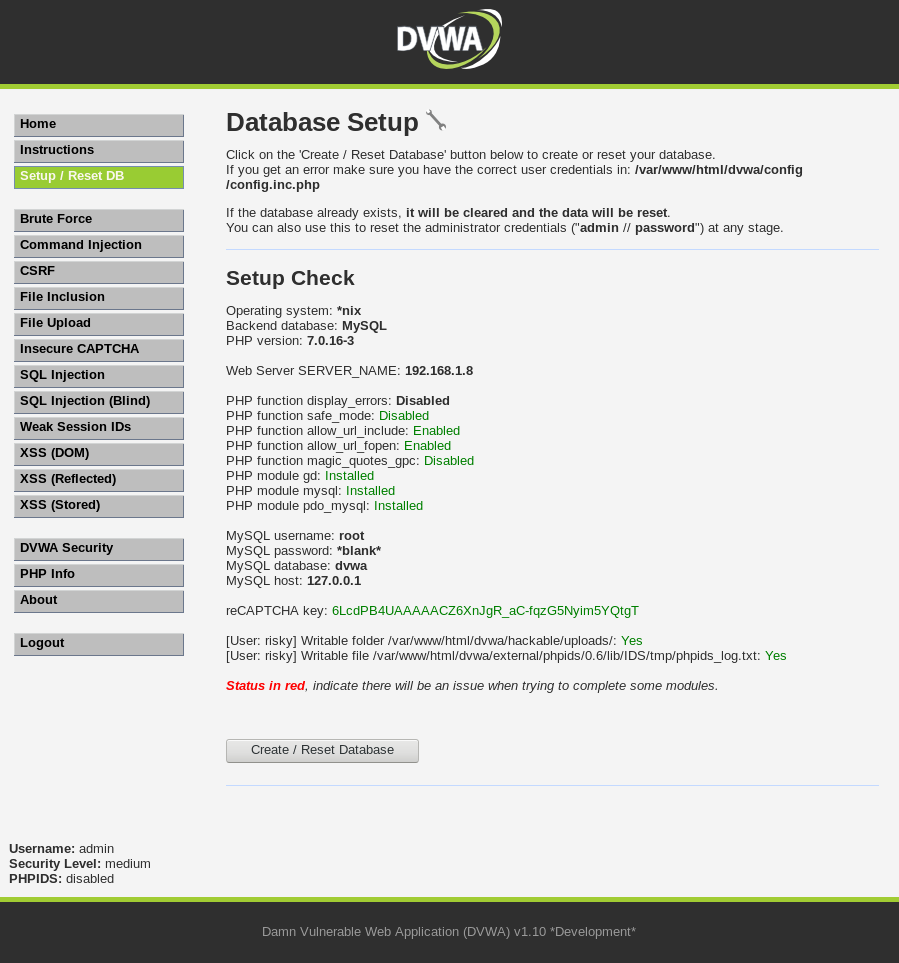 DVWA
Home
Instructions
Setup / Reset DB
Brute Force
Command Injection
CSRF
File Inclusion
File Upload
Insecure CAPTCHA
SQL Injection
SQL Injection (Blind)
Weak Session IDs
XSS (DOM)
XSS (Reflected)
XSS (Stored)
DVWA Security
PHP Info
About
Logout
Database Setup
Click on the 'Create / Reset Database' button below to create or reset your database.
If you get an error make sure you have the correct user credentials in: /var/www/html/dvwa/config
/config.inc.php
If the database already exists, it will be cleared and the data will be reset.
You can also use this to reset the administrator credentials ("admin // password") at any stage.
Setup Check
Operating system: *nix
Backend database: MySQL
PHP version: 7.0.16-3
Web Server SERVER_NAME: 192.168.1.8
PHP function display_errors: Disabled
PHP function safe_mode: Disabled
PHP function allow_url_include: Enabled
PHP function allow_url_fopen: Enabled
PHP function magic_quotes_gpc: Disabled
PHP module gd: Installed
PHP module mysql: Installed
PHP module pdo_mysql: Installed
MySQL username: root
MySQL password: *blank*
MySQL database: dvwa
MySQL host: 127.0.0.1
reCAPTCHA key: 6LcdPB4UAAAAACZ6XnJgR_aC-fqzG5Nyim5YQtgT
[User: risky] Writable folder /var/www/html/dvwa/hackable/uploads/: Yes
[User: risky] Writable file /var/www/html/dvwa/external/phpids/0.6/lib/IDS/tmp/phpids_log.txt: Yes
Status in red, indicate there will be an issue when trying to complete some modules.
Create / Reset Database
Username: admin
Security Level: medium
PHPIDS: disabled
Damn Vulnerable Web Application (DVWA) v1.10 *Development*